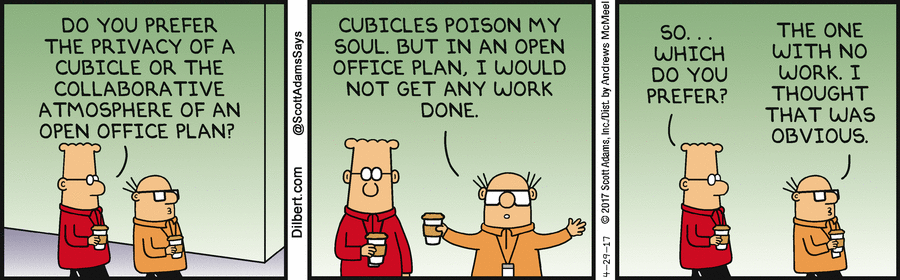 DO YOU PREFER
THE PRIVACY OF A
CUBICLE OR THE
COLLABORATIVE
ATMOSPHERE OF AN
OPEN OFFICE PLAN?
Dilbert.com @ScottAdamsSays
CUBICLES POISON MY
SOUL. BUT IN AN OPEN
OFFICE PLAN, I WOULD
NOT GET ANY WORK
DONE.
4-29-17 © 2017 Scott Adams, Inc./Dist. by Andrews McMeel
SO...
WHICH
DO YOU
PREFER?
THE ONE
WITH NO
WORK. I
THOUGHT
THAT WAS
OBVIOUS.